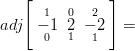 adj[ 1 0 2
-1 2 -2 ] =
0 1 1